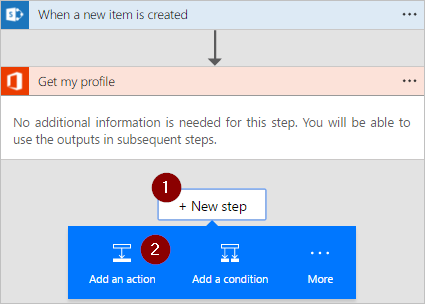 When a new item is created
Get my profile
No additional information is needed for this step. You will be able to
use the outputs in subsequent steps.
1
+ New step
2
Add an action
Add a condition
More